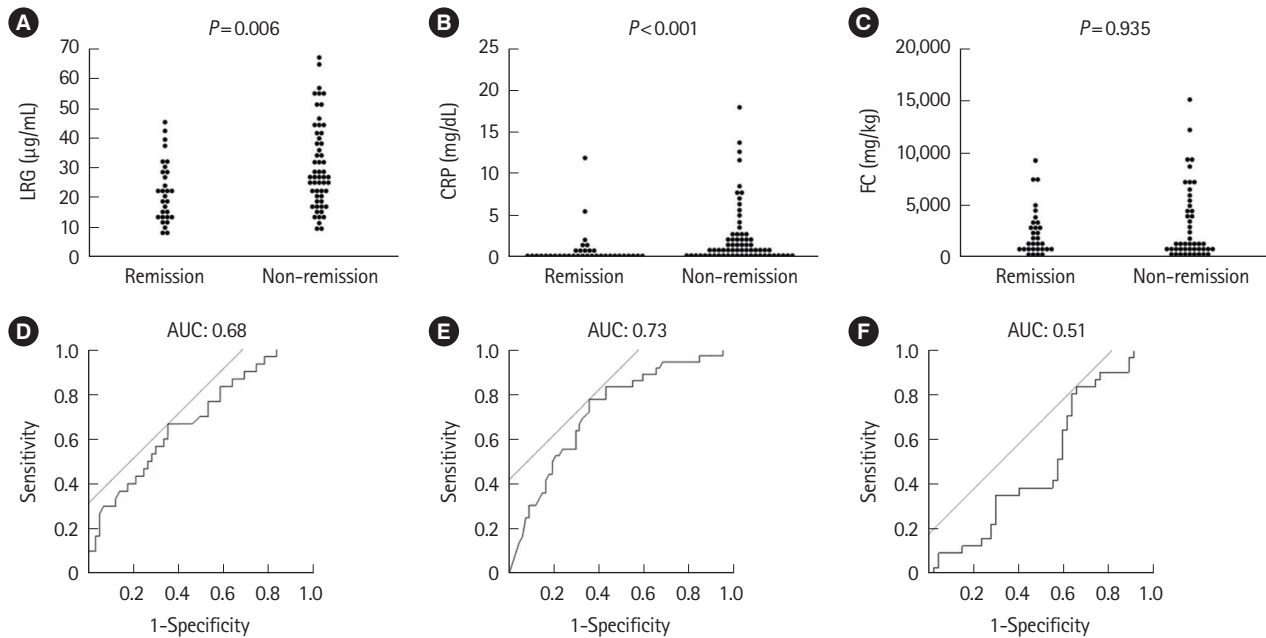 A
P=0.006
LRG (μg/mL)
70
60
50
40
30
20
10
0
Remission Non-remission
B
P<0.001
CRP (mg/dL)
25
20
15
10
5
0
Remission Non-remission
C
P=0.935
FC (mg/kg)
20,000
15,000
10,000
5,000
0
Remission Non-remission
D
AUC: 0.68
Sensitivity
1.0
0.8
0.6
0.4
0.2
0
0.2 0.4 0.6 0.8 1.0
1-Specificity
E
AUC: 0.73
Sensitivity
1.0
0.8
0.6
0.4
0.2
0
0.2 0.4 0.6 0.8 1.0
1-Specificity
F
AUC: 0.51
Sensitivity
1.0
0.8
0.6
0.4
0.2
0
0.2 0.4 0.6 0.8 1.0
1-Specificity